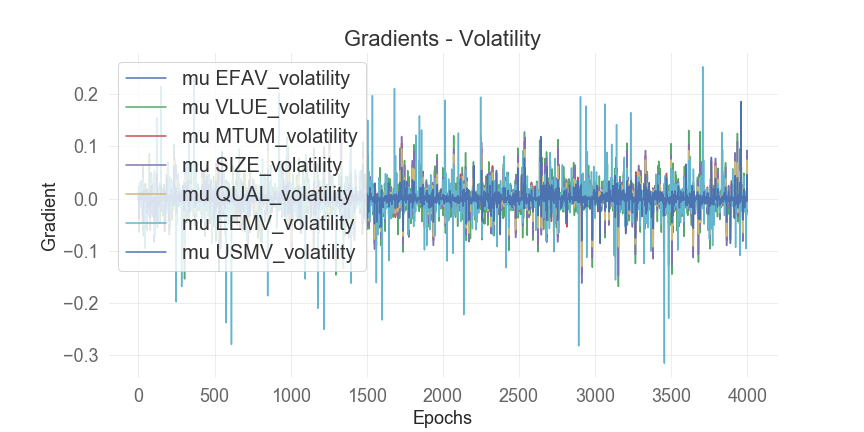 Gradients - Volatility
mu EFAV_volatility
mu VLUE_volatility
mu MTUM_volatility
mu SIZE_volatility
mu QUAL_volatility
mu EEMV_volatility
mu USMV_volatility
Gradient
0.2
0.1
0.0
−0.1
−0.2
−0.3
0 500 1000 1500 2000 2500 3000 3500 4000
Epochs